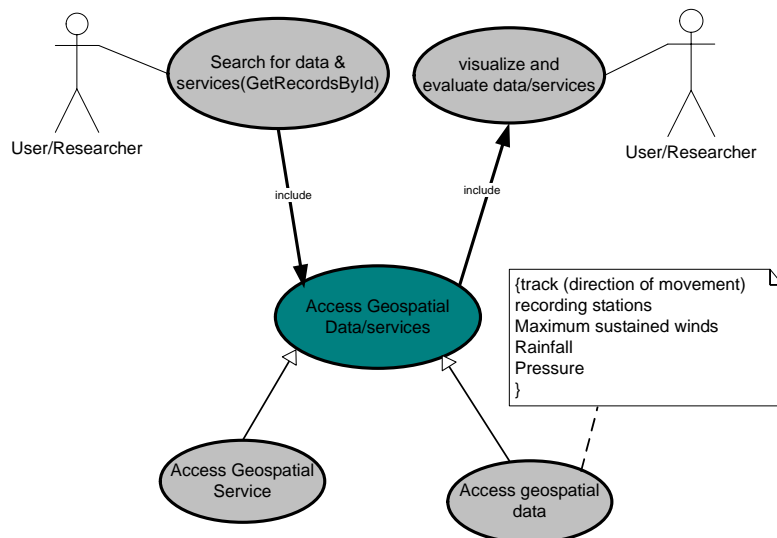 Search for data &
services(GetRecordsById)
visualize and
evaluate data/services
User/Researcher
User/Researcher
include
include
Access Geospatial
Data/services
{track (direction of movement)
recording stations
Maximum sustained winds
Rainfall
Pressure
}
Access Geospatial
Service
Access geospatial
data